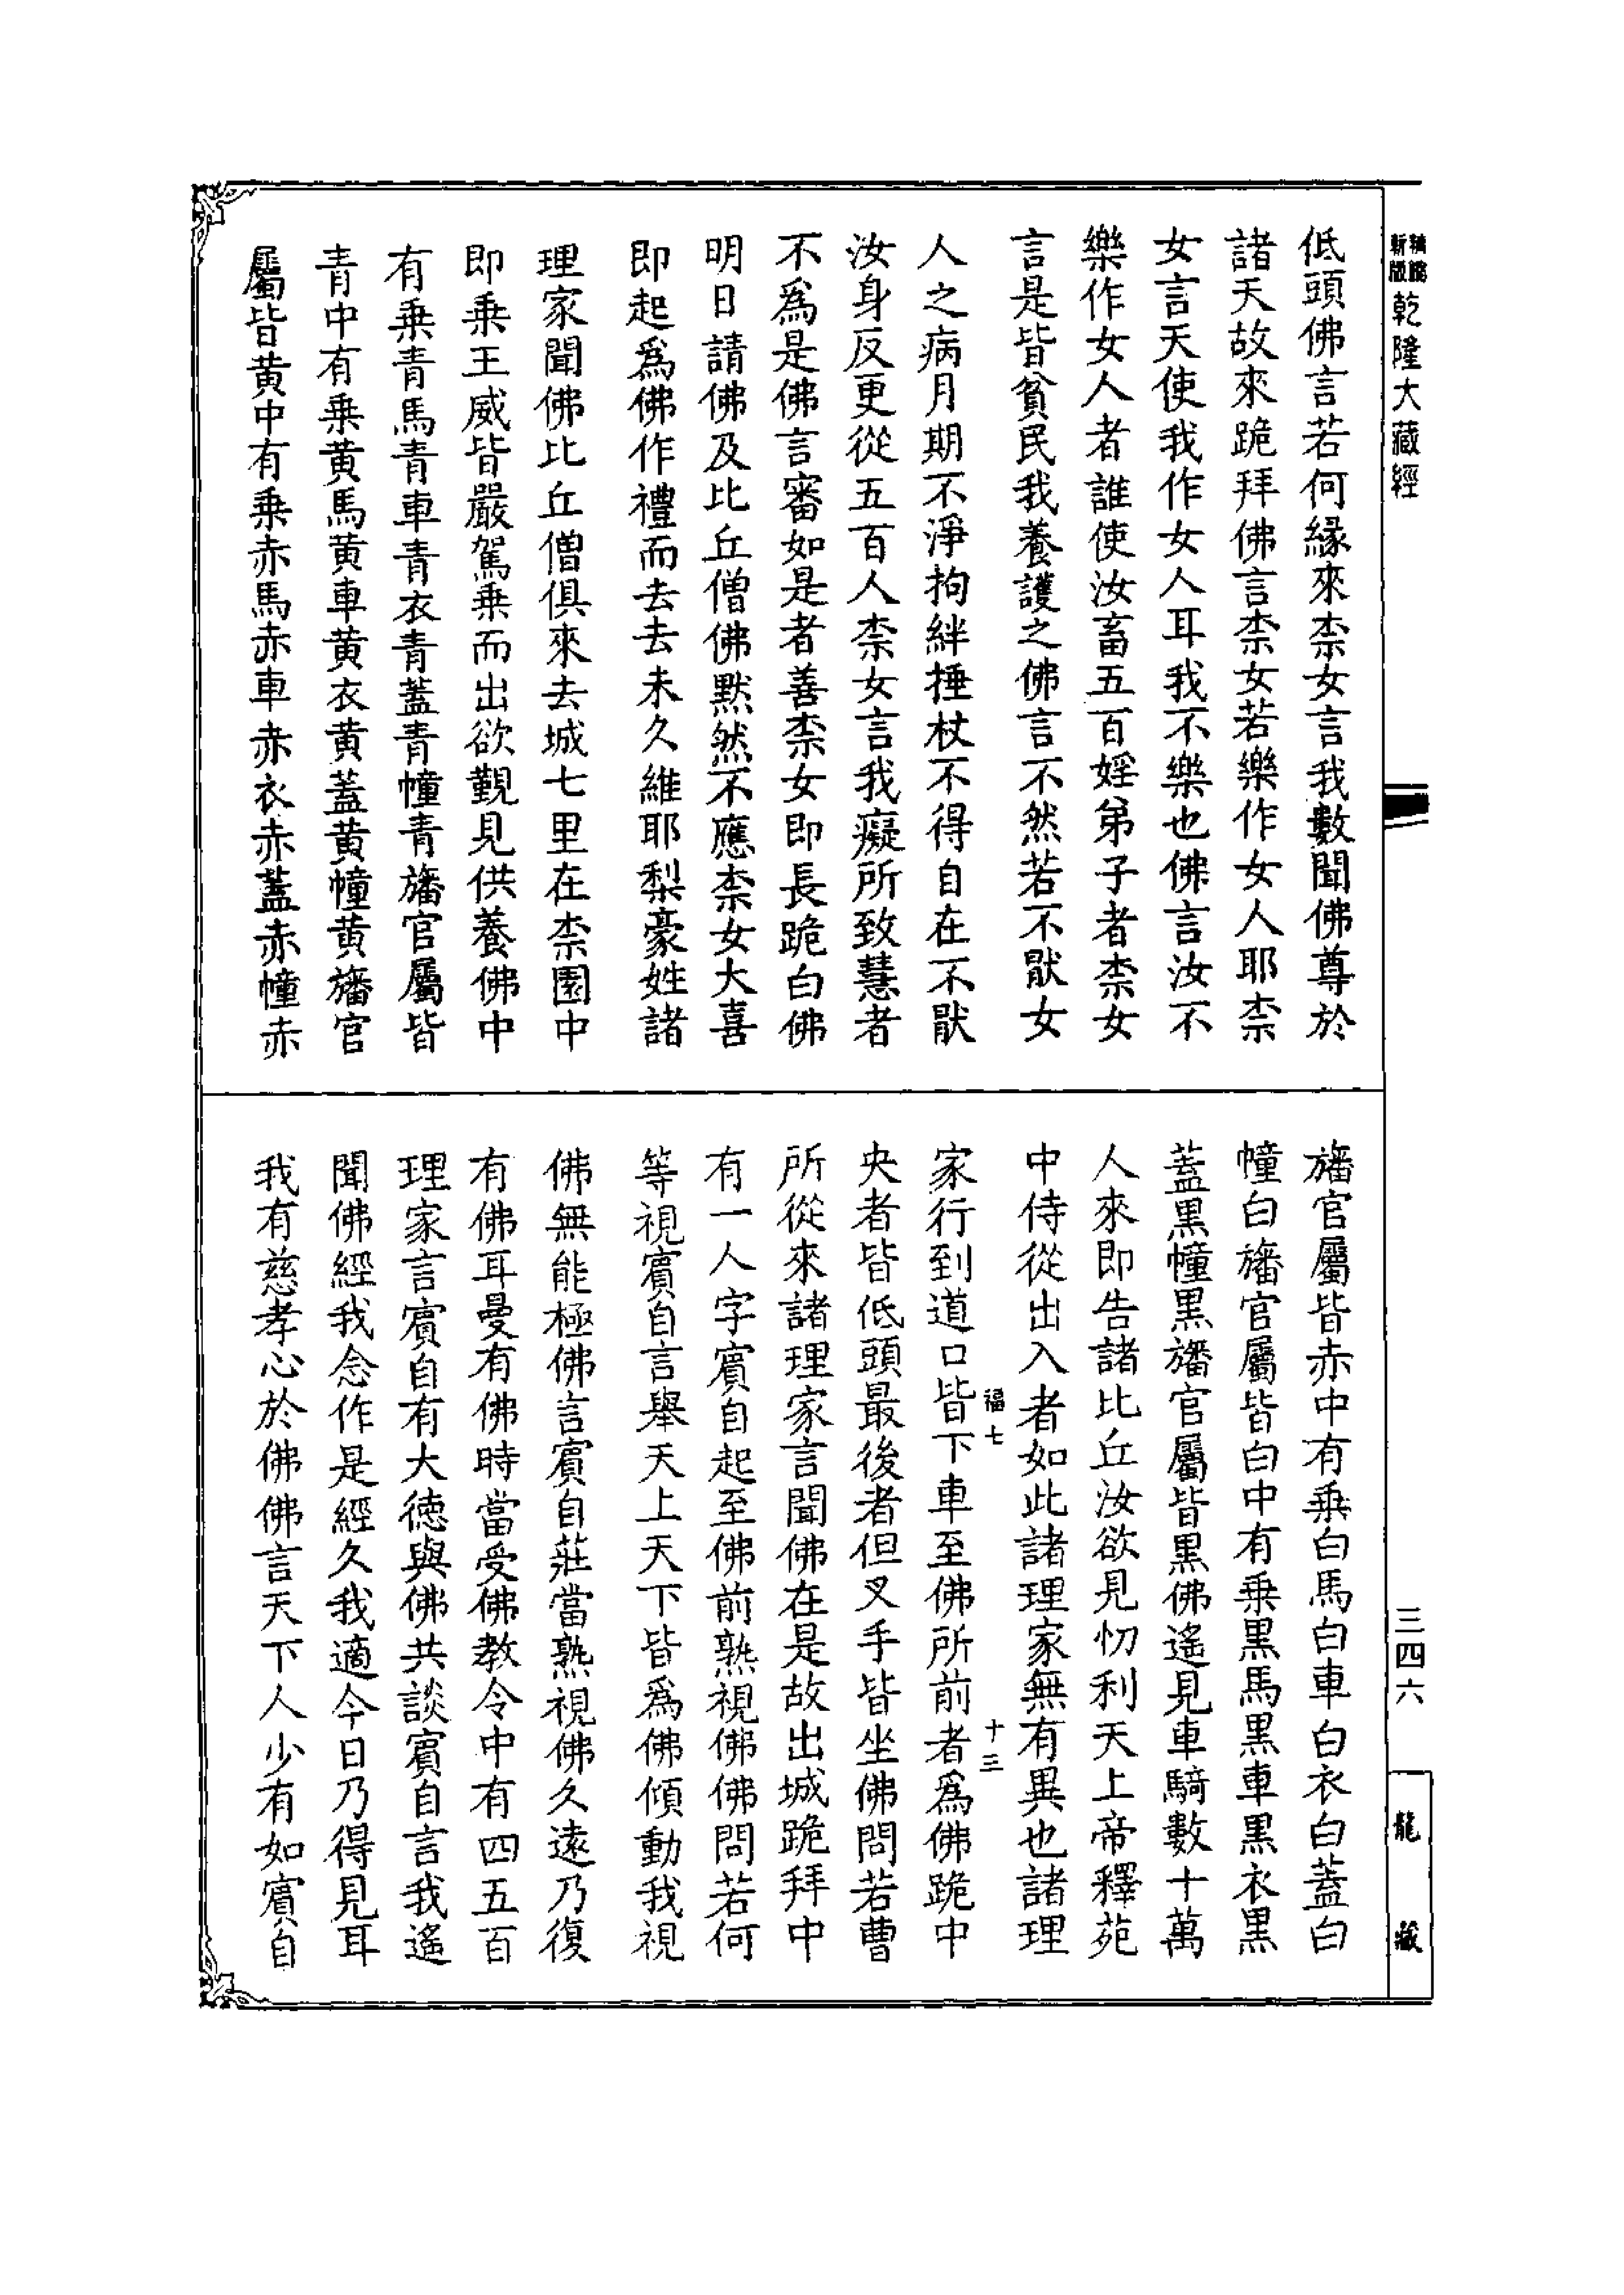 精縮新版乾隆大藏經
低頭佛言若何緣來柰女言我數聞佛尊於
諸天故來跪拜佛言柰女若樂作女人耶柰
女言天使我作女人耳我不樂也佛言汝不
樂作女人者誰使汝畜五百婬弟子者柰女
言是皆貧民我養護之佛言不然若不猒女
人之病月期不淨拘絆捶杖不得自在不猒
汝身反更從五百人柰女言我癡所致慧者
不爲是佛言審如是者善柰女即長跪白佛
明日請佛及比丘僧佛默然不應柰女大喜
即起爲佛作禮而去去未久維耶梨豪姓諸
理家聞佛比丘僧俱來去城七里在柰園中
即乘王威皆嚴駕乘而出欲覲見供養佛中
有乘青馬青車青衣青蓋青幢青旛官屬皆
青中有乘黃馬黃車黃衣黃蓋黃幢黃旛官
屬皆黃中有乘赤馬赤車赤衣赤蓋赤幢赤
旛官屬皆赤中有乘白馬白車白衣白蓋白
幢白旛官屬皆白中有乘黑馬黑車黑衣黑
蓋黑幢黑旛官屬皆黑佛遙見車騎數十萬
人來即告諸比丘汝欲見忉利天上帝釋苑
中侍從出入者如此諸理家無有異也諸理
福七 十三
家行到道口皆下車至佛所前者爲佛跪中
央者皆低頭最後者但叉手皆坐佛問若曹
所從來諸理家言聞佛在是故出城跪拜中
有一人字賓自起至佛前熟視佛佛問若何
等視賓自言舉天上天下皆爲佛傾動我視
佛無能極佛言賓自莊當熟視佛久遠乃復
有佛耳曼有佛時當受佛教令中有四五百
理家言賓自有大德與佛共談賓自言我遙
聞佛經我念作是經久我適今日乃得見耳
我有慈孝心於佛佛言天下人少有如賓自
三四六
龍藏